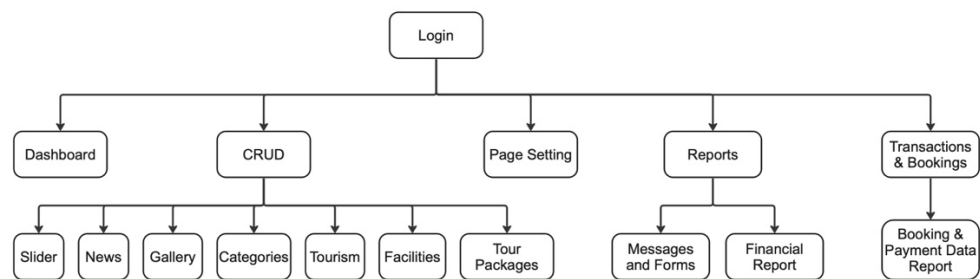 Login
Dashboard
CRUD
Page Setting
Reports
Transactions
& Bookings
Slider
News
Gallery
Categories
Tourism
Facilities
Tour
Packages
Messages
and Forms
Financial
Report
Booking &
Payment Data
Report